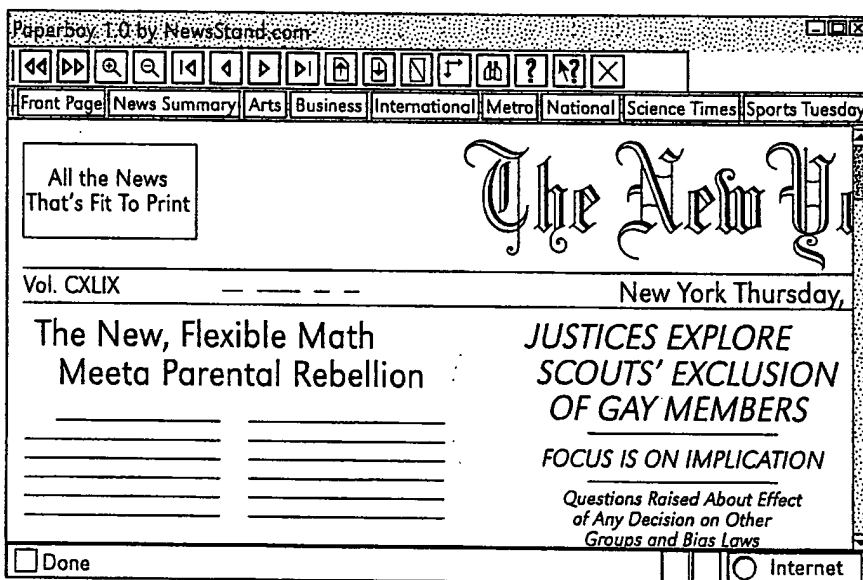 Paperboy 1.0 by NewsStand.com
Front Page News Summary Arts Business International Metro National Science Times Sports Tuesday
All the News
That's Fit To Print
The New Yo
Vol. CXLIX
New York Thursday,
The New, Flexible Math
Meeta Parental Rebellion
JUSTICES EXPLORE
SCOUTS' EXCLUSION
OF GAY MEMBERS
FOCUS IS ON IMPLICATION
Questions Raised About Effect
of Any Decision on Other
Groups and Bias Laws
Done
Internet